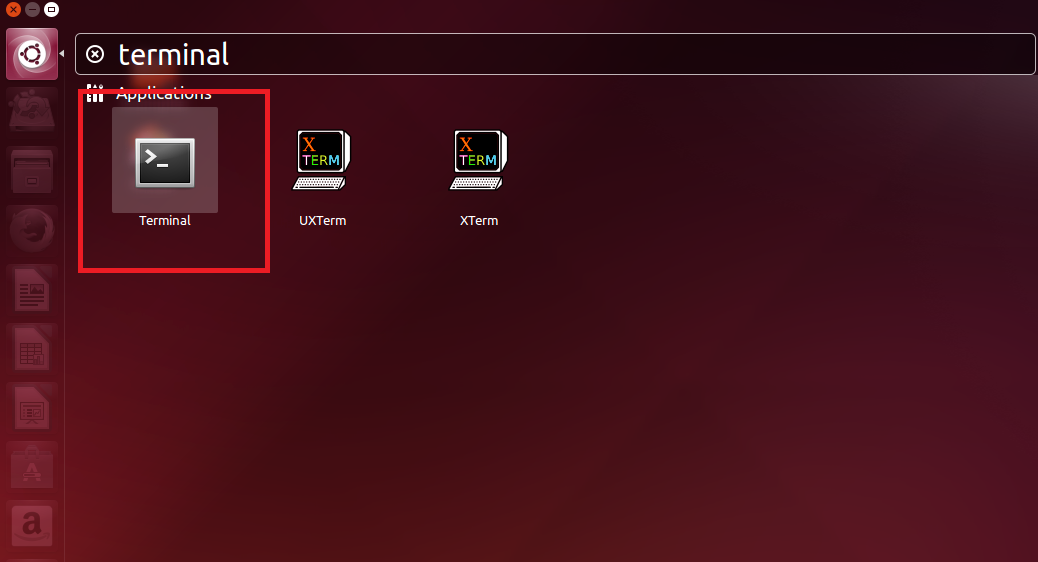 terminal
Applications
Terminal
X
TERM
UXTerm
X
TERM
XTerm